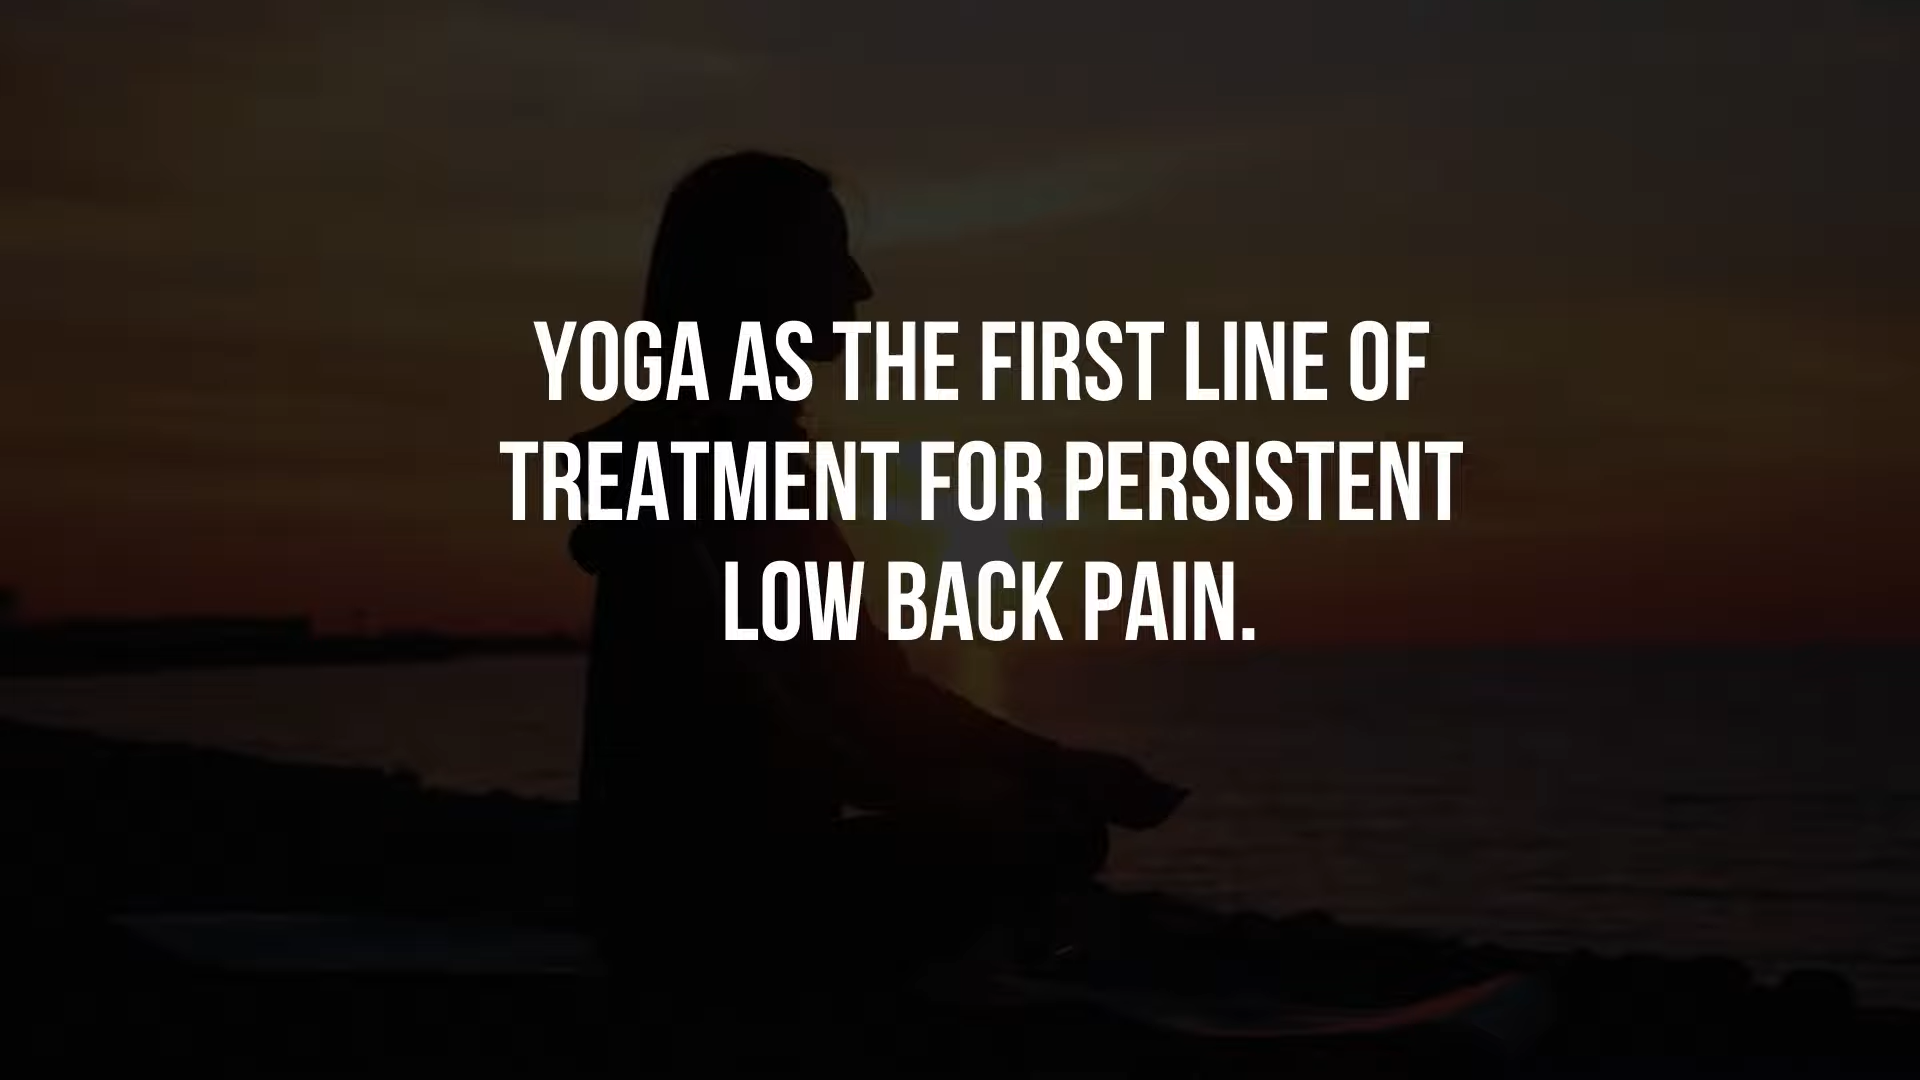 YOGA AS THE FIRST LINE OF
TREATMENT FOR PERSISTENT
LOW BACK PAIN.